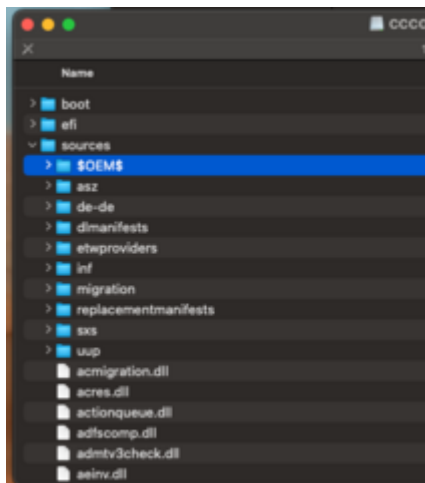 CCCO
Name
boot
efi
sources
$OEM$
asz
de-de
dlmanifests
etwproviders
inf
migration
replacementmanifests
sxs
uup
acmigration.dll
acres.dll
actionqueue.dll
adfscomp.dll
admtv3check.dll
aeinv.dll